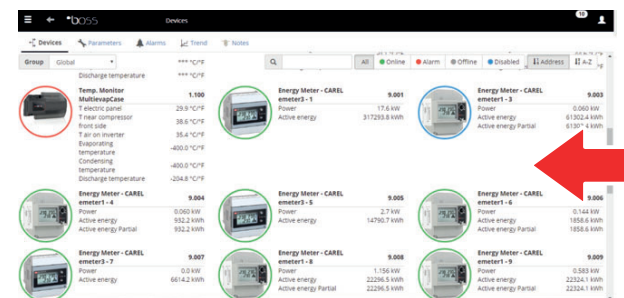 boss
Devices
10
Devices Parameters Alarms Trend Notes
Group Global
All Online Alarm Offline Disabled Address A-Z
Discharge temperature *** °C/°F
Temp. Monitor
MultievapCase 1.100
T electric panel 29.9 °C/°F
T near compressor
front side 38.6 °C/°F
T air on inverter 35.4 °C/°F
Evaporating
temperature -400.0 °C/°F
Condensing
temperature -400.0 °C/°F
Discharge temperature -204.8 °C/°F
Energy Meter - CAREL
emeter3 - 1 9.001
Power 17.6 kW
Active energy 317293.8 kWh
Energy Meter - CAREL
emeter1 - 3 9.003
Power 0.060 kW
Active energy 61302.4 kWh
Active energy Partial
Energy Meter - CAREL
emeter1 - 4 9.004
Power 0.060 kW
Active energy 932.2 kWh
Active energy Partial 932.2 kWh
Energy Meter - CAREL
emeter3 - 5 9.005
Power 2.7 kW
Active energy 14790.7 kWh
Energy Meter - CAREL
emeter1 - 6 9.006
Power 0.144 kW
Active energy 1858.6 kWh
Active energy Partial 1858.6 kWh
Energy Meter - CAREL
emeter3 - 7 9.007
Power 0.0 kW
Active energy 6614.2 kWh
Energy Meter - CAREL
emeter1 - 8 9.008
Power 1.156 kW
Active energy 22296.5 kWh
Active energy Partial 22296.5 kWh
Energy Meter - CAREL
emeter1 - 9 9.009
Power 0.583 kW
Active energy 22324.1 kWh
Active energy Partial 22324.1 kWh